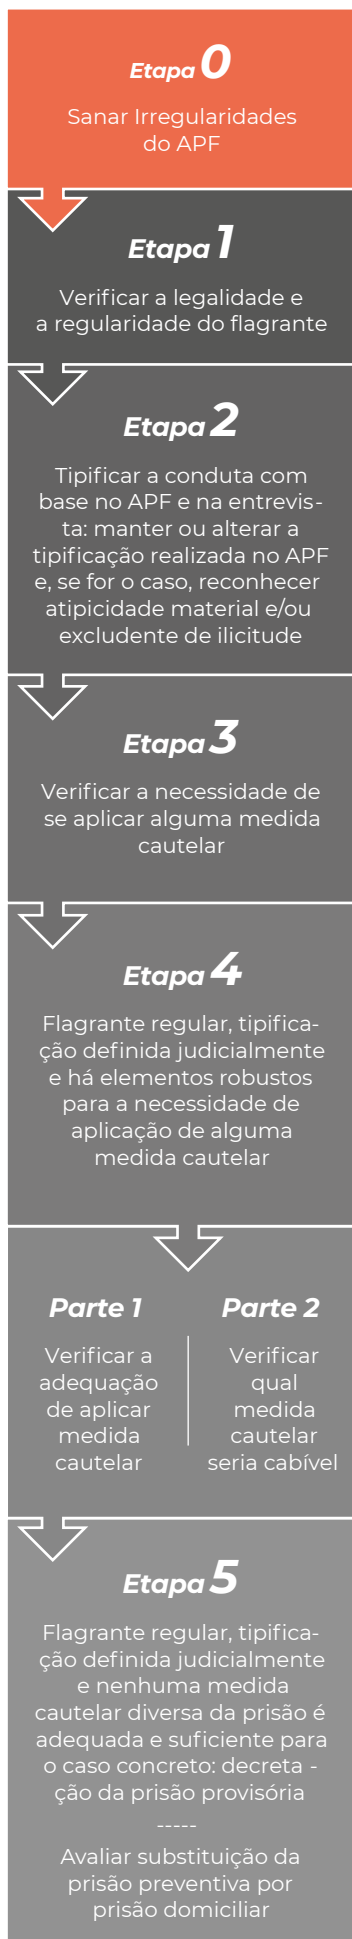 Etapa 0
Sanar Irregularidades
do APF
Etapa 1
Verificar a legalidade e
a regularidade do flagrante
Etapa 2
Tipificar a conduta com
base no APF e na entrevis-
ta: manter ou alterar a
tipificação realizada no APF
e, se for o caso, reconhecer
atipicidade material e/ou
excludente de ilicitude
Etapa 3
Verificar a necessidade de
se aplicar alguma medida
cautelar
Etapa 4
Flagrante regular, tipifica-
ção definida judicialmente
e há elementos robustos
para a necessidade de
aplicação de alguma
medida cautelar
Parte 1
Verificar a
adequação
de aplicar
medida
cautelar
Parte 2
Verificar
qual
medida
cautelar
seria cabível
Etapa 5
Flagrante regular, tipifica-
ção definida judicialmente
e nenhuma medida
cautelar diversa da prisão é
adequada e suficiente para
o caso concreto: decreta -
ção da prisão provisória
-----
Avaliar substituição da
prisão preventiva por
prisão domiciliar